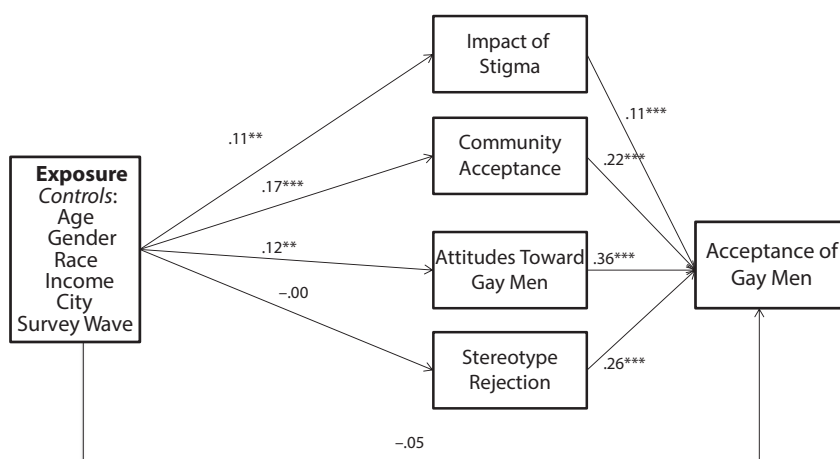 Exposure
Controls:
Age
Gender
Race
Income
City
Survey Wave
.11**
.17***
.12**
–.00
Impact of
Stigma
Community
Acceptance
Attitudes Toward
Gay Men
Stereotype
Rejection
.11***
.22***
.36***
.26***
Acceptance of
Gay Men
–.05